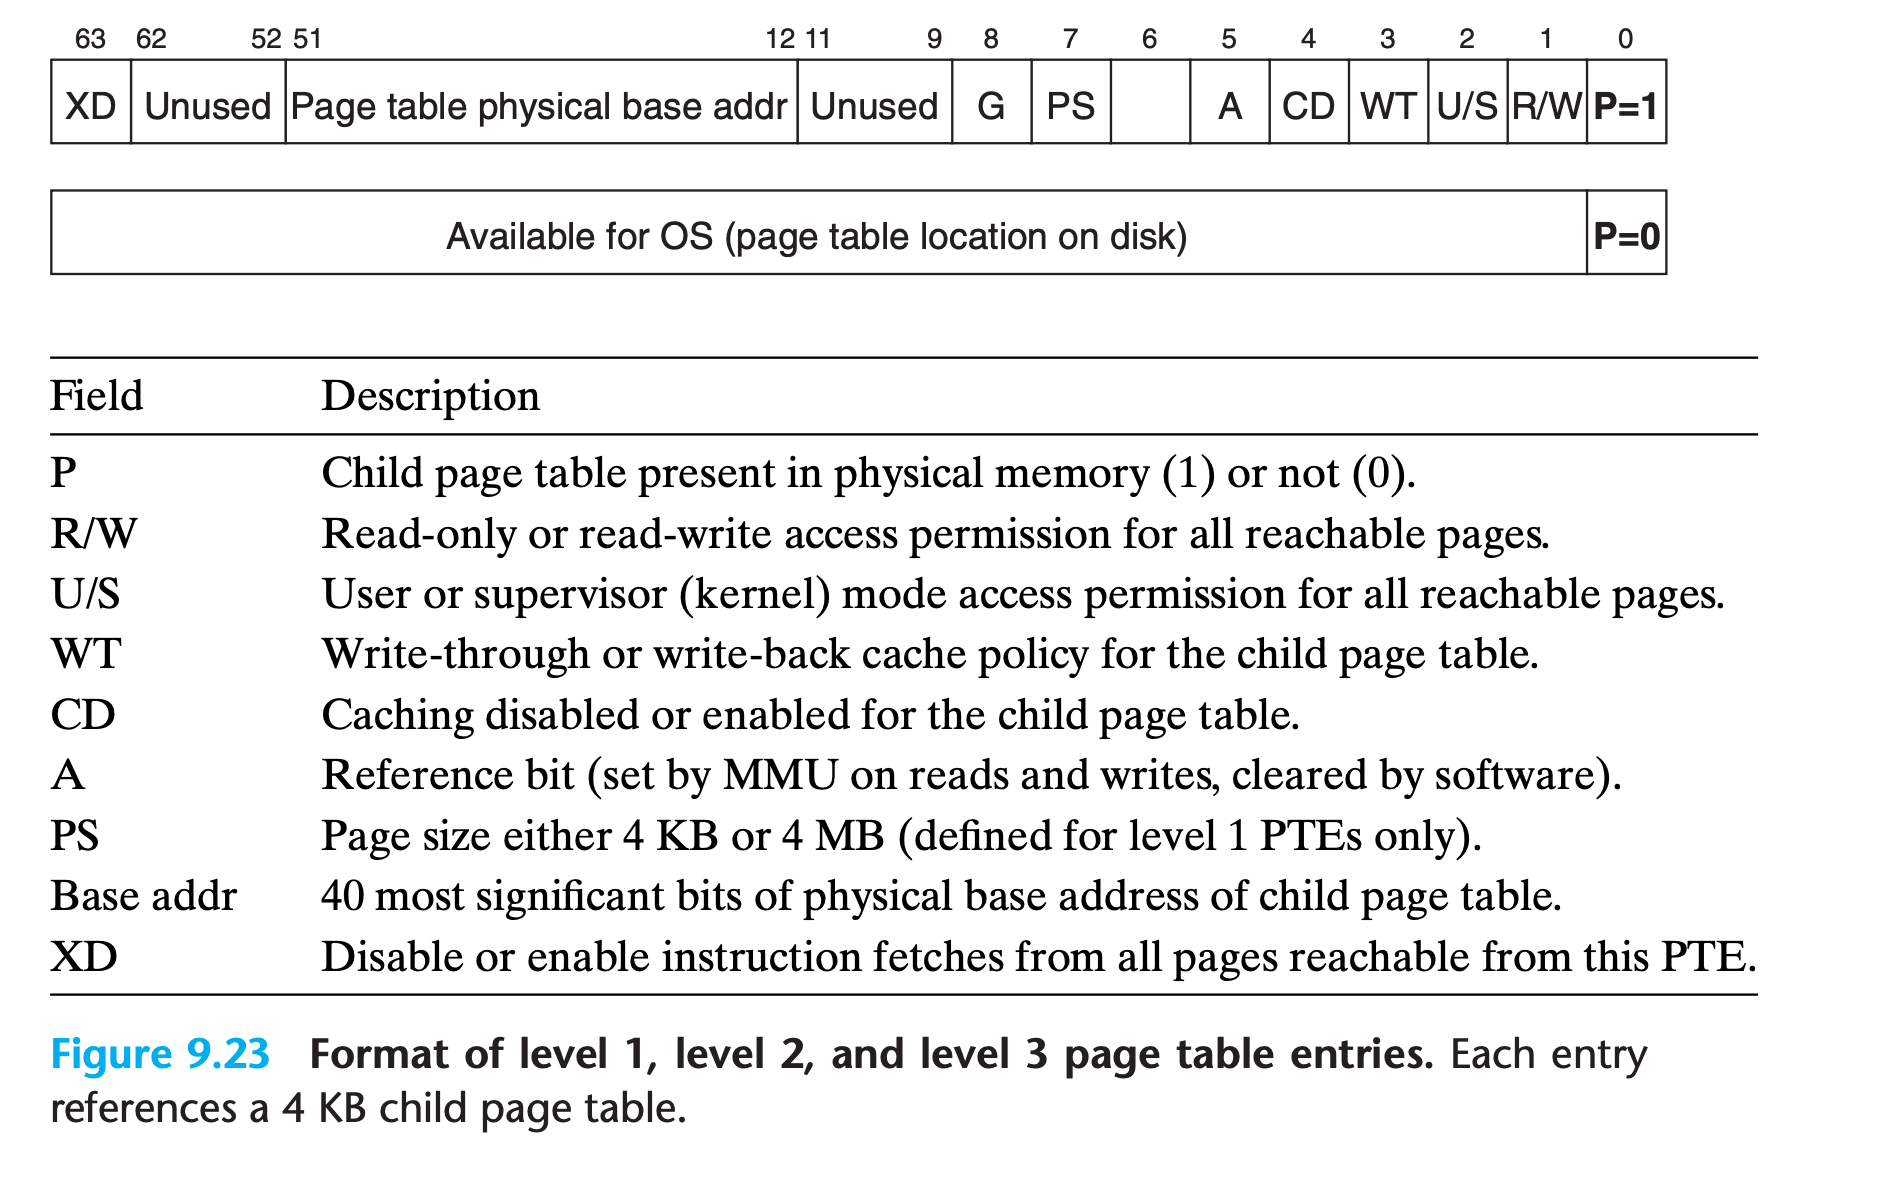 63 62 52 51 12 11 9 8 7 6 5 4 3 2 1 0
XD Unused Page table physical base addr Unused G PS A CD WT U/S R/W P=1
Available for OS (page table location on disk) P=0
Field Description
P Child page table present in physical memory (1) or not (0).
R/W Read-only or read-write access permission for all reachable pages.
U/S User or supervisor (kernel) mode access permission for all reachable pages.
WT Write-through or write-back cache policy for the child page table.
CD Caching disabled or enabled for the child page table.
A Reference bit (set by MMU on reads and writes, cleared by software).
PS Page size either 4 KB or 4 MB (defined for level 1 PTEs only).
Base addr 40 most significant bits of physical base address of child page table.
XD Disable or enable instruction fetches from all pages reachable from this PTE.
Figure 9.23 Format of level 1, level 2, and level 3 page table entries. Each entry
references a 4 KB child page table.